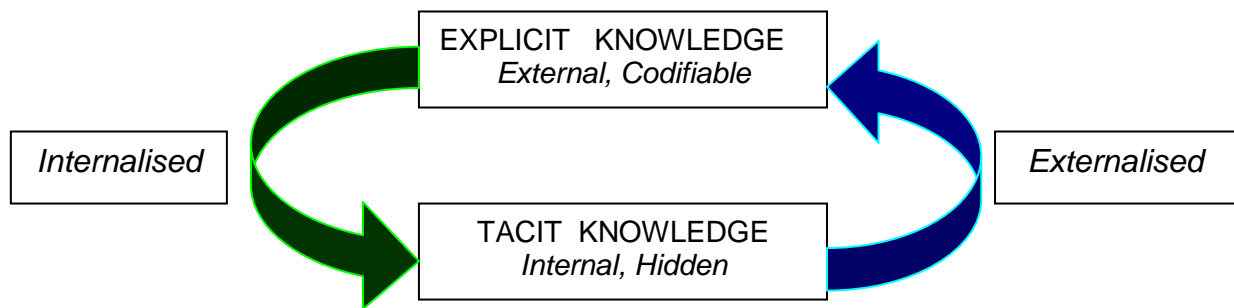 EXPLICIT KNOWLEDGE
External, Codifiable
Internalised
Externalised
TACIT KNOWLEDGE
Internal, Hidden